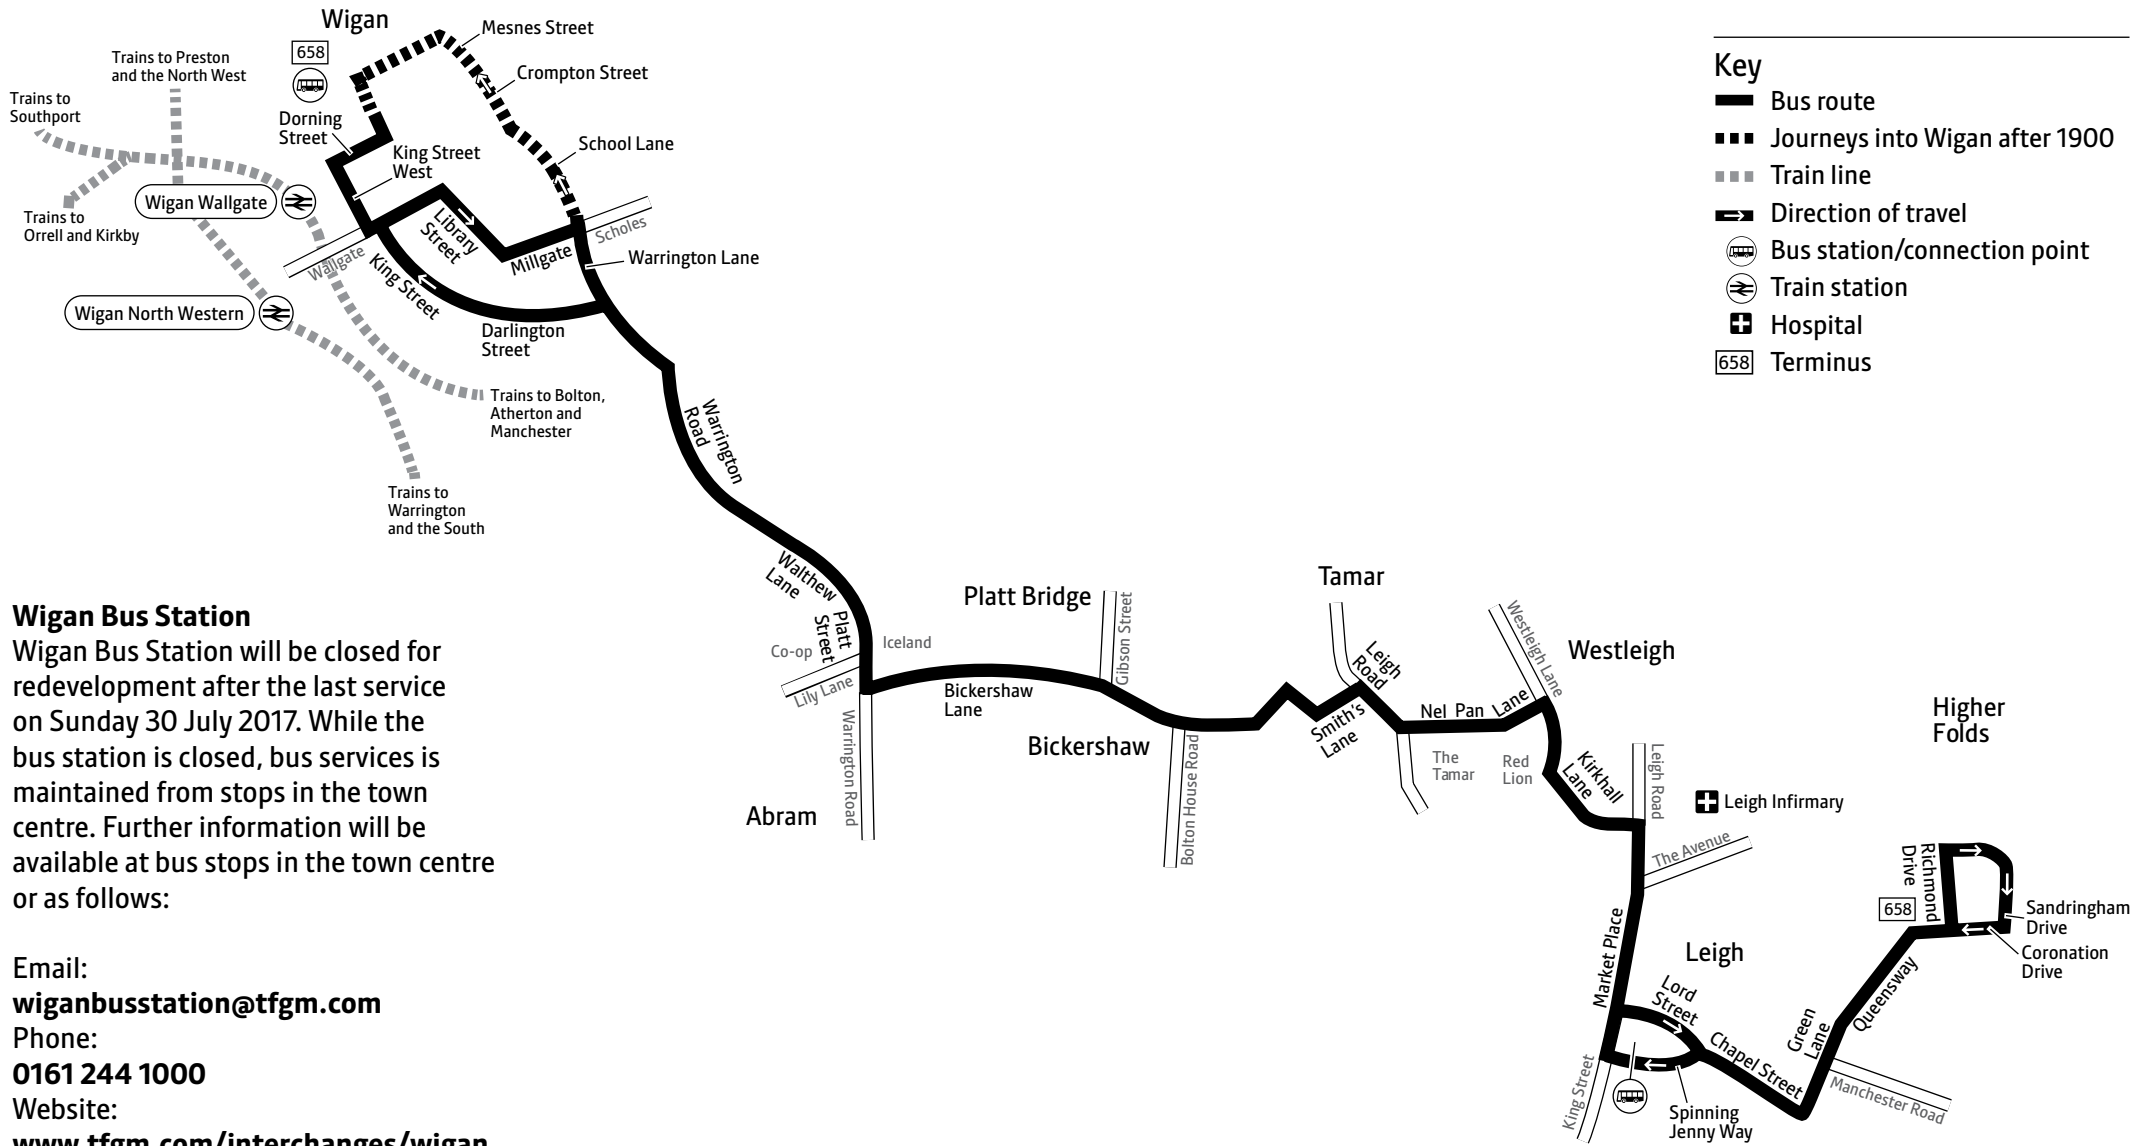 Wigan
658
Mesnes Street
Crompton Street
School Lane
Trains to Preston
and the North West
Trains to
Southport
Dorning
Street
King Street
West
Wigan Wallgate
Trains to
Orrell and Kirkby
Library
Street
Millgate
Scholes
Warrington Lane
Wallgate
King Street
Wigan North Western
Darlington
Street
Trains to Bolton,
Atherton and
Manchester
Trains to
Warrington
and the South
Warrington
Road
Walthew
Lane
Platt
Street
Co-op
Iceland
Lily Lane
Warrington Road
Abram
Platt Bridge
Bickershaw
Lane
Gibson Street
Bickershaw
Bolton House Road
Tamar
Leigh
Road
Smith's
Lane
Nel Pan Lane
The
Tamar
Red
Lion
Westleigh Lane
Westleigh
Kirkhall
Lane
Leigh Road
Leigh Infirmary
The Avenue
Market Place
Leigh
Lord
Street
Chapel Street
King Street
Spinning
Jenny Way
Green
Lane
Manchester Road
Queensway
Higher
Folds
Richmond
Drive
658
Sandringham
Drive
Coronation
Drive
Key
Bus route
Journeys into Wigan after 1900
Train line
Direction of travel
Bus station/connection point
Train station
Hospital
658 Terminus
Wigan Bus Station
Wigan Bus Station will be closed for
redevelopment after the last service
on Sunday 30 July 2017. While the
bus station is closed, bus services is
maintained from stops in the town
centre. Further information will be
available at bus stops in the town centre
or as follows:
Email:
wiganbusstation@tfgm.com
Phone:
0161 244 1000
Website:
www.tfgm.com/interchanges/wigan